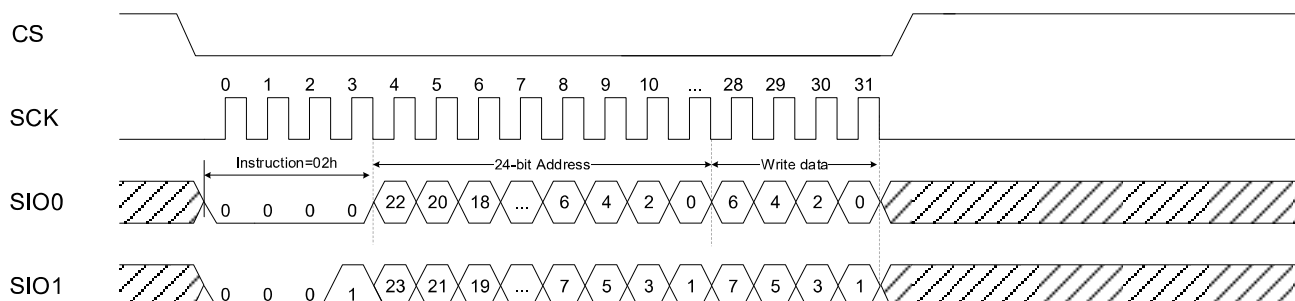 CS
0 1 2 3 4 5 6 7 8 9 10 ... 28 29 30 31
SCK
Instruction=02h 24-bit Address Write data
SIO0 0 0 0 0 22 20 18 ... 6 4 2 0 6 4 2 0
SIO1 0 0 0 1 23 21 19 ... 7 5 3 1 7 5 3 1